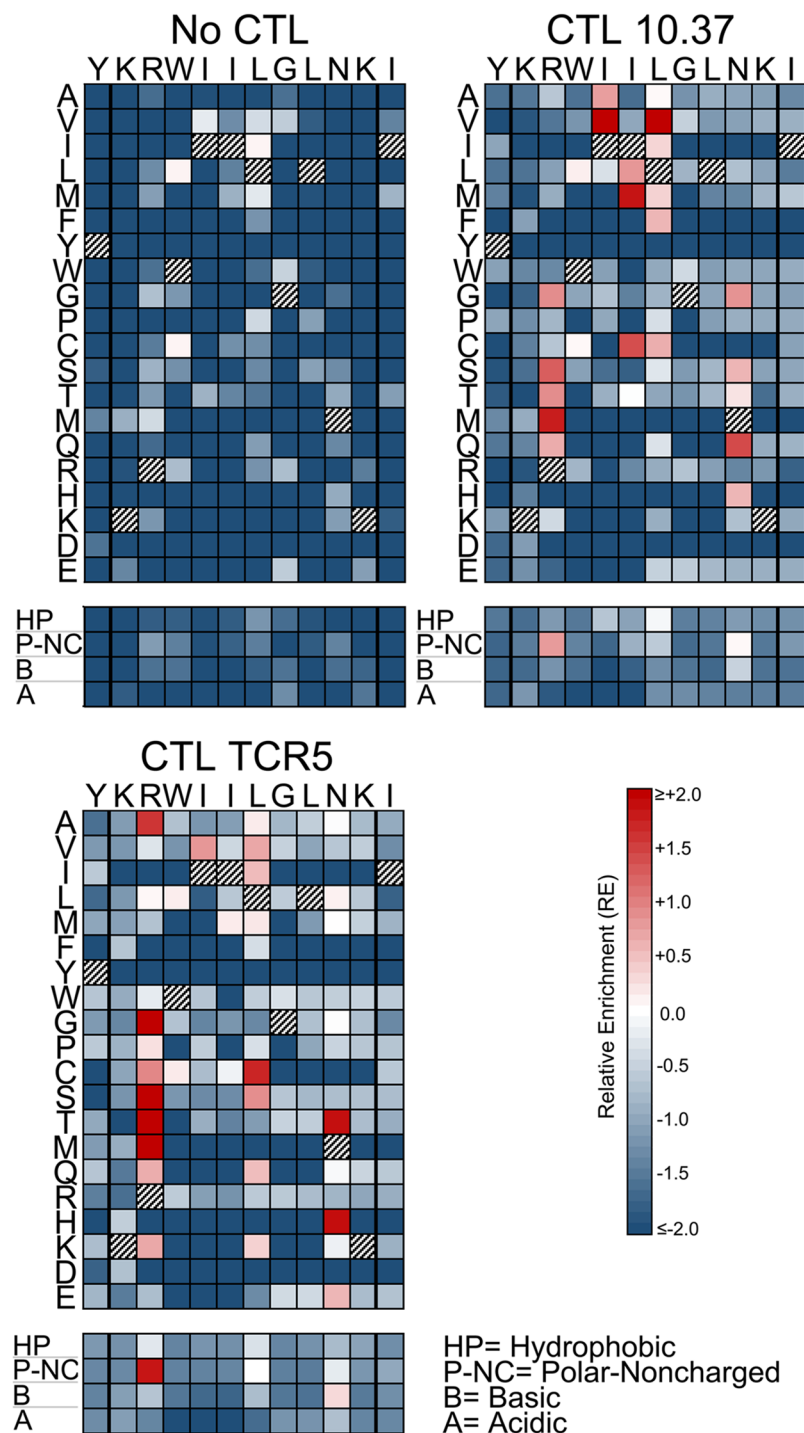 No CTL
Y K R W I I L G L N K I
A
V
I
L
M
F
Y
W
G
P
C
S
T
M
Q
R
H
K
D
E
HP
P-NC
B
A
CTL 10.37
Y K R W I I L G L N K I
A
V
I
L
M
F
Y
W
G
P
C
S
T
M
Q
R
H
K
D
E
HP
P-NC
B
A
CTL TCR5
Y K R W I I L G L N K I
A
V
I
L
M
F
Y
W
G
P
C
S
T
M
Q
R
H
K
D
E
HP
P-NC
B
A
Relative Enrichment (RE)
≥+2.0
+1.5
+1.0
+0.5
0.0
-0.5
-1.0
-1.5
≤-2.0
HP= Hydrophobic
P-NC= Polar-Noncharged
B= Basic
A= Acidic